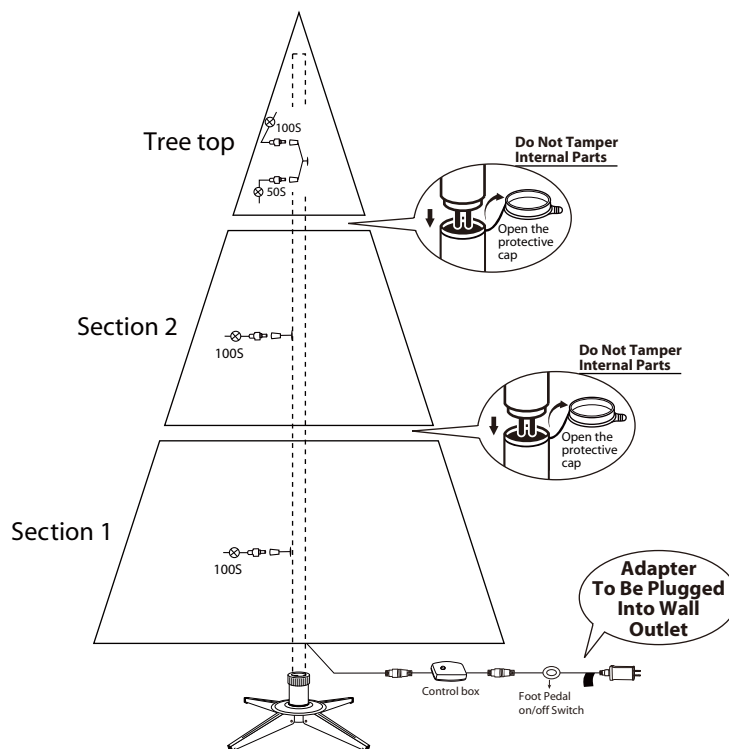 Tree top
100S
50S
Do Not Tamper
Internal Parts
Open the
protective
cap
Section 2
100S
Do Not Tamper
Internal Parts
Open the
protective
cap
Section 1
100S
Adapter
To Be Plugged
Into Wall
Outlet
Control box
Foot Pedal
on/off Switch